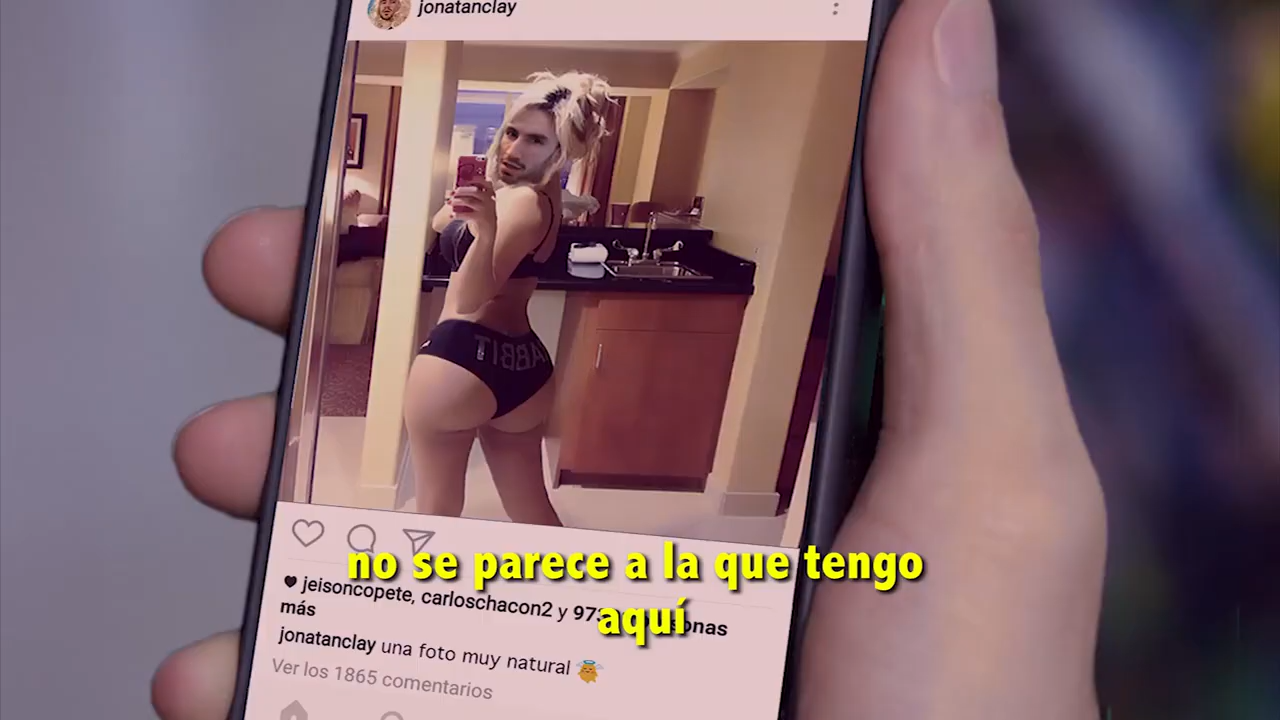 jonatanclay
no se parece a la que tengo
aquí
jeisoncopete, carloschacon2 y
más
jonatanclay una foto muy natural
Ver los 1865 comentarios